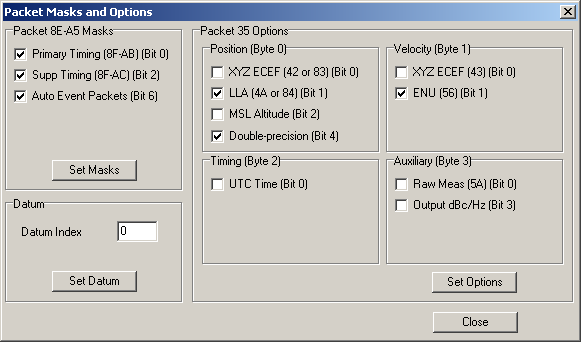 Packet Masks and Options
Packet 8E-A5 Masks
Primary Timing (8F-AB) (Bit 0)
Supp Timing (8F-AC) (Bit 2)
Auto Event Packets (Bit 6)
Set Masks
Datum
Datum Index
0
Set Datum
Packet 35 Options
Position (Byte 0)
XYZ ECEF (42 or 83) (Bit 0)
LLA (4A or 84) (Bit 1)
MSL Altitude (Bit 2)
Double-precision (Bit 4)
Velocity (Byte 1)
XYZ ECEF (43) (Bit 0)
ENU (56) (Bit 1)
Timing (Byte 2)
UTC Time (Bit 0)
Auxiliary (Byte 3)
Raw Meas (5A) (Bit 0)
Output dBc/Hz (Bit 3)
Set Options
Close